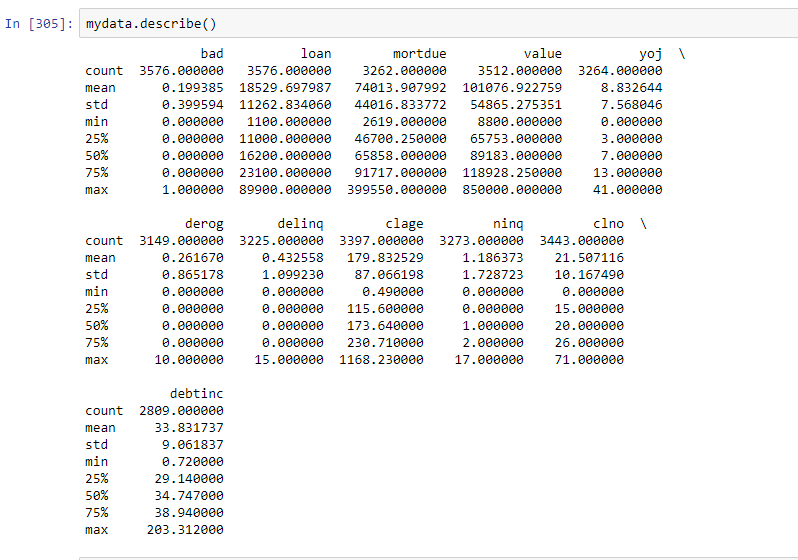 In [305]: mydata.describe()
bad loan mortdue value yoj \
count 3576.000000 3576.000000 3262.000000 3512.000000 3264.000000
mean 0.199385 18529.697987 74013.907992 101076.922759 8.832644
std 0.399594 11262.834060 44016.833772 54865.275351 7.568046
min 0.000000 1100.000000 2619.000000 8800.000000 0.000000
25% 0.000000 11000.000000 46700.250000 65753.000000 3.000000
50% 0.000000 16200.000000 65858.000000 89183.000000 7.000000
75% 0.000000 23100.000000 91717.000000 118928.250000 13.000000
max 1.000000 89900.000000 399550.000000 850000.000000 41.000000
derog delinq clage ninq clno \
count 3149.000000 3225.000000 3397.000000 3273.000000 3443.000000
mean 0.261670 0.432558 179.832529 1.186373 21.507116
std 0.865178 1.099230 87.066198 1.728723 10.167490
min 0.000000 0.000000 0.490000 0.000000 0.000000
25% 0.000000 0.000000 115.600000 0.000000 15.000000
50% 0.000000 0.000000 173.640000 1.000000 20.000000
75% 0.000000 0.000000 230.710000 2.000000 26.000000
max 10.000000 15.000000 1168.230000 17.000000 71.000000
debtinc
count 2809.000000
mean 33.831737
std 9.061837
min 0.720000
25% 29.140000
50% 34.747000
75% 38.940000
max 203.312000